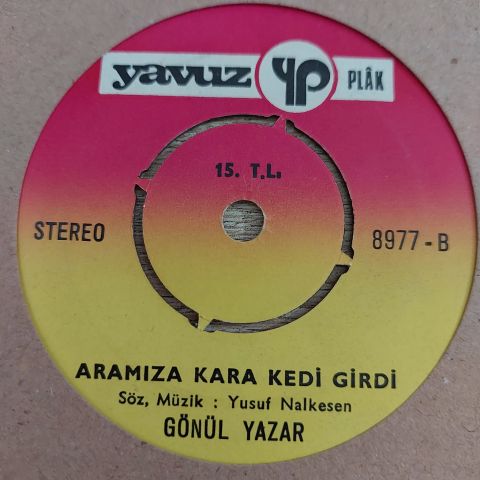 yavuz yp PLÂK
15. T.L.
STEREO
8977-B
ARAMIZA KARA KEDİ GİRDİ
Söz, Müzik : Yusuf Nalkesen
GÖNÜL YAZAR